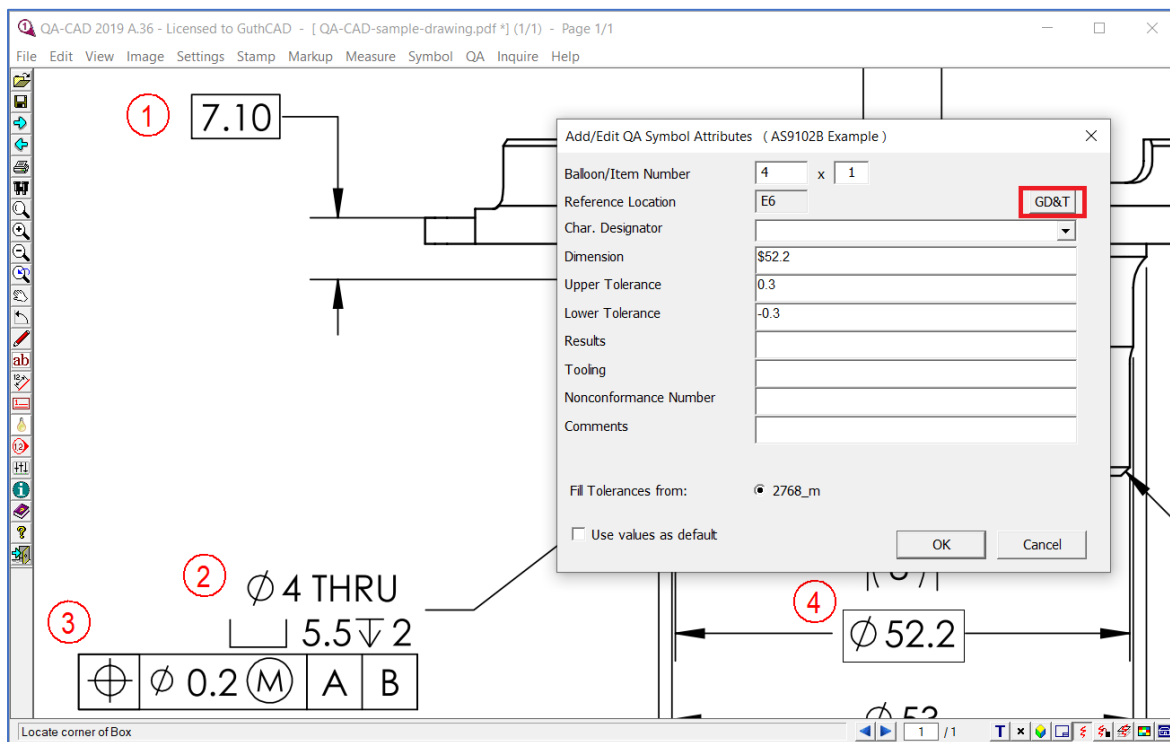 QA-CAD 2019 A.36 - Licensed to GuthCAD - [ QA-CAD-sample-drawing.pdf *] (1/1) - Page 1/1
File Edit View Image Settings Stamp Markup Measure Symbol QA Inquire Help
1 7.10
Add/Edit QA Symbol Attributes ( AS9102B Example )
Balloon/Item Number 4 x 1
Reference Location E6 GD&T
Char. Designator
Dimension $52.2
Upper Tolerance 0.3
Lower Tolerance -0.3
Results
Tooling
Nonconformance Number
Comments
Fill Tolerances from: 2768_m
Use values as default OK Cancel
2 ∅ 4 THRU
3 ⌴ 5.5 ↧ 2
⌖ ∅ 0.2 Ⓜ A B
4
∅ 52.2
∅ 53
Locate corner of Box 1 /1 T